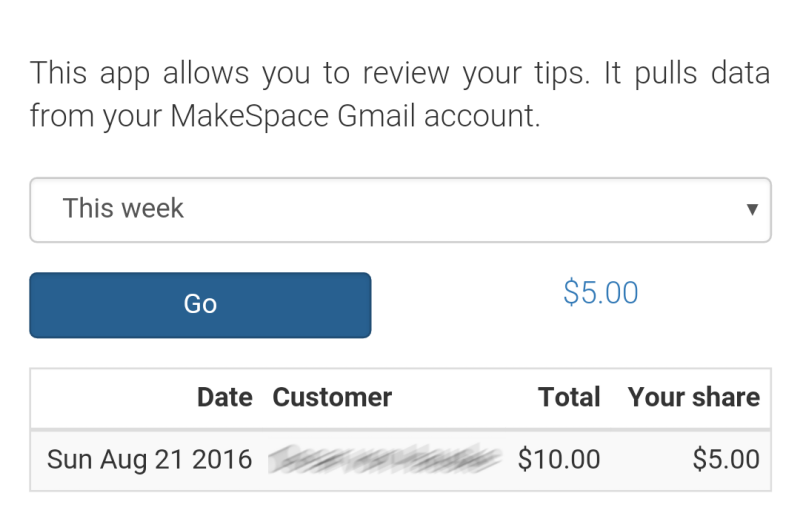 This app allows you to review your tips. It pulls data
from your MakeSpace Gmail account.
This week
Go
$5.00
Date Customer Total Your share
Sun Aug 21 2016 $10.00 $5.00